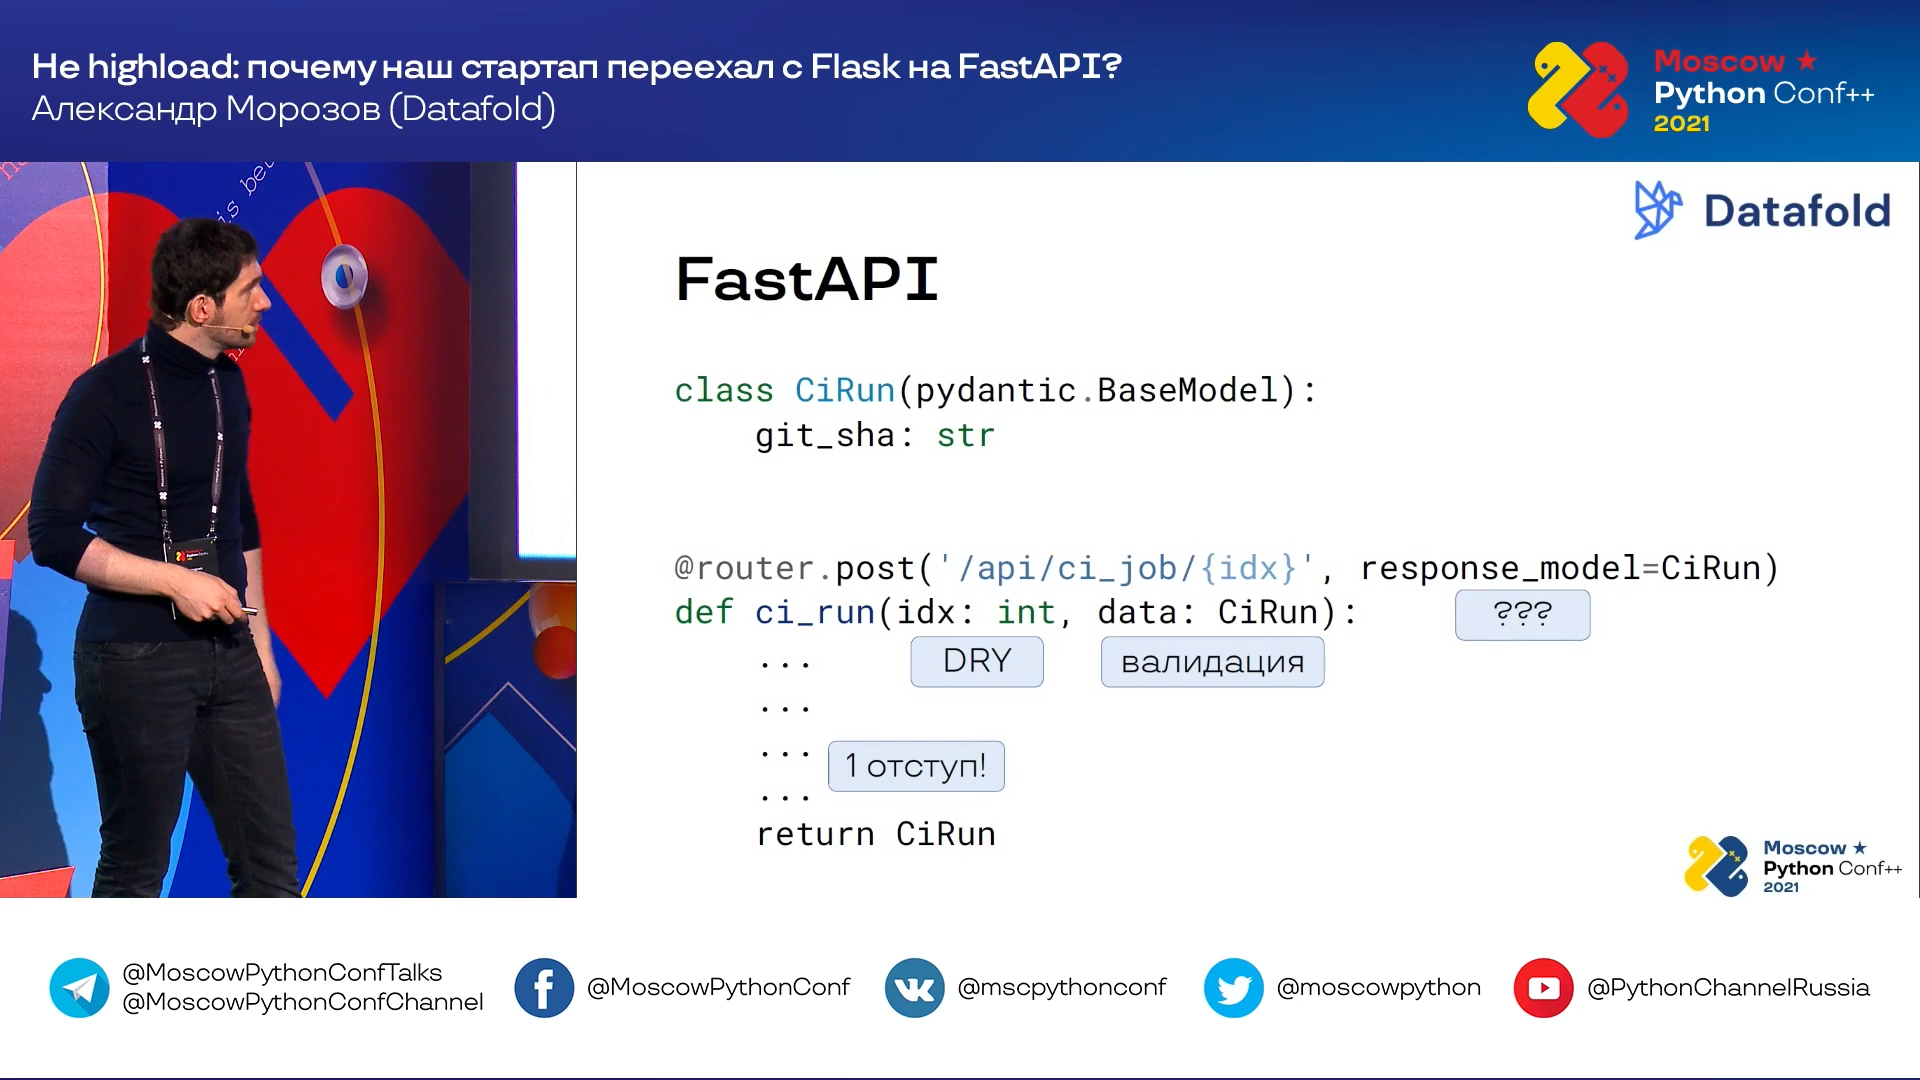 Не highload: почему наш стартап переехал с Flask на FastAPI?
Александр Морозов (Datafold)
Moscow ★
Python Conf++
2021
is be
Datafold
FastAPI
class CiRun(pydantic.BaseModel):
git_sha: str
@router.post('/api/ci_job/{idx}', response_model=CiRun)
def ci_run(idx: int, data: CiRun):
???
...
DRY
валидация
...
...
1 отступ!
...
return CiRun
Moscow ★
Python Conf++
2021
@MoscowPythonConfTalks
@MoscowPythonConfChannel
@MoscowPythonConf
@mscpythonconf
@moscowpython
@PythonChannelRussia